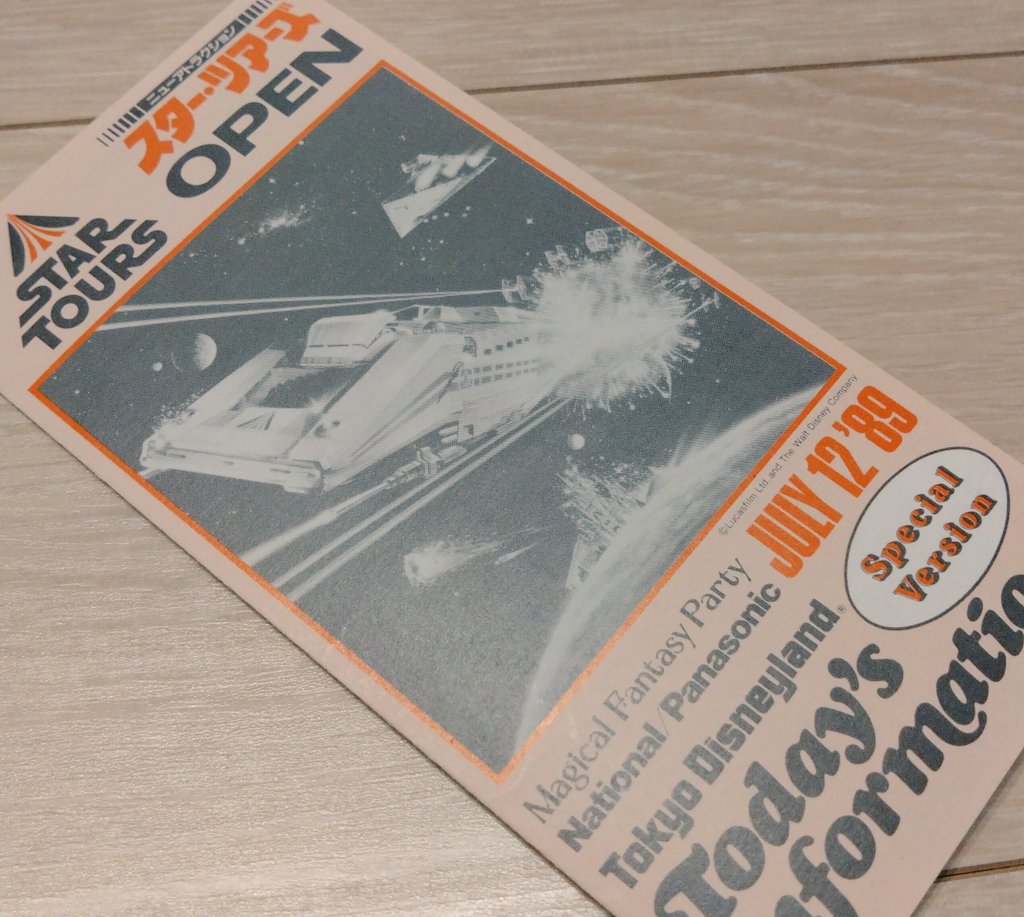 ニューアトラクション
スター・ツアーズ
OPEN
STAR
TOURS
©Lucasfilm Ltd and The Walt Disney Company
JULY 12 '89
Special
Version
Magical Fantasy Party
National/Panasonic
Tokyo Disneyland®
Today's
nformatio